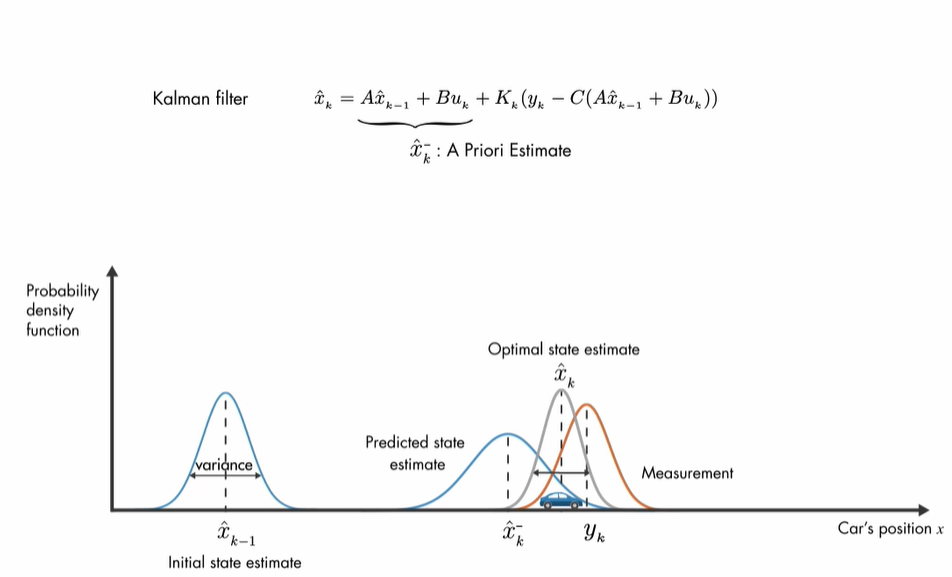 Kalman filter x̂ₖ = Ax̂ₖ₋₁ + Buₖ + Kₖ(yₖ − C(Ax̂ₖ₋₁ + Buₖ))
x̂ₖ⁻ : A Priori Estimate
Probability
density
function
Optimal state estimate
x̂ₖ
Predicted state
estimate
variance
Measurement
x̂ₖ₋₁
x̂ₖ⁻
yₖ
Car's position x
Initial state estimate